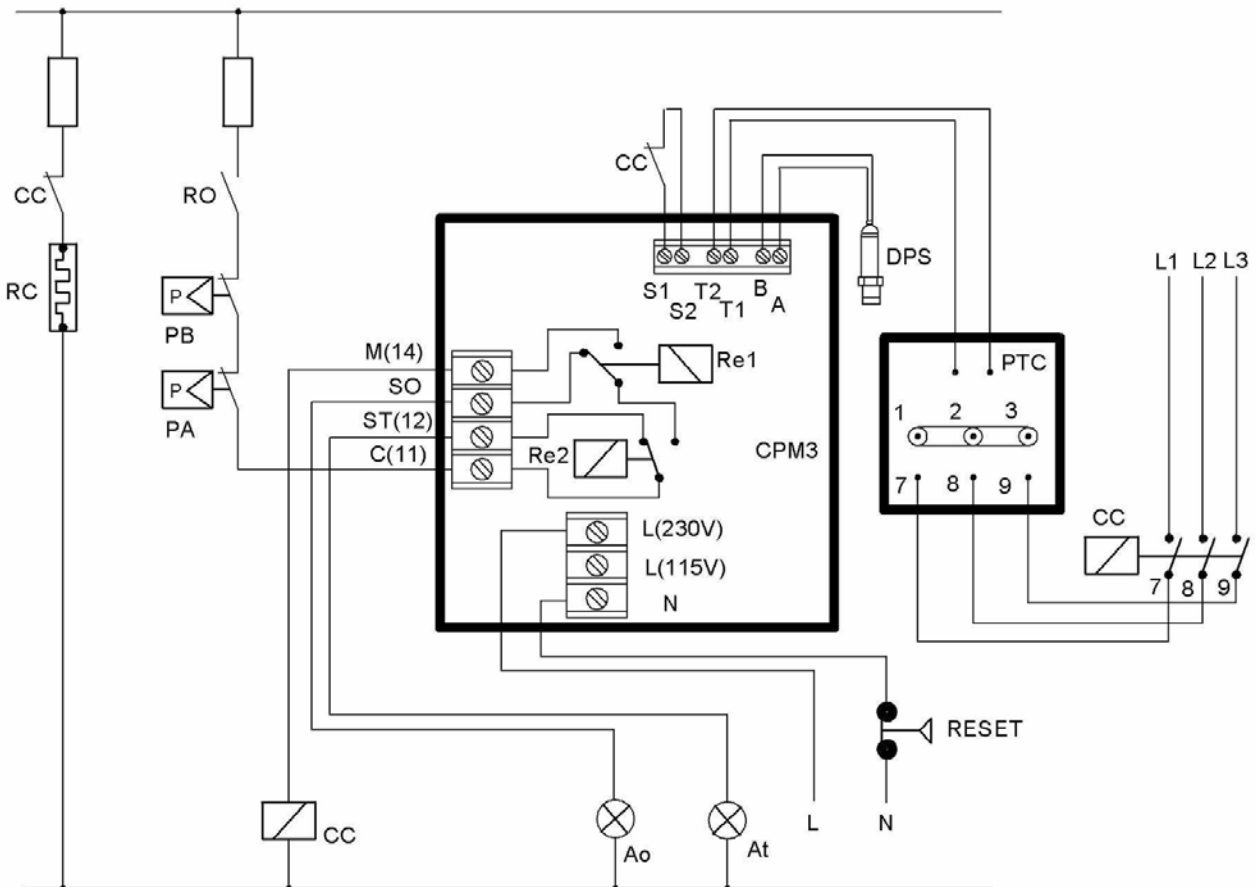 CC
RO
RC
P
PB
P
PA
CC
DPS
S1
S2
T2
T1
B
A
L1 L2 L3
M(14)
SO
ST(12)
C(11)
Re1
Re2
CPM3
PTC
1 2 3
7 8 9
CC
7 8 9
L(230V)
L(115V)
N
RESET
CC
Ao
At
L
N